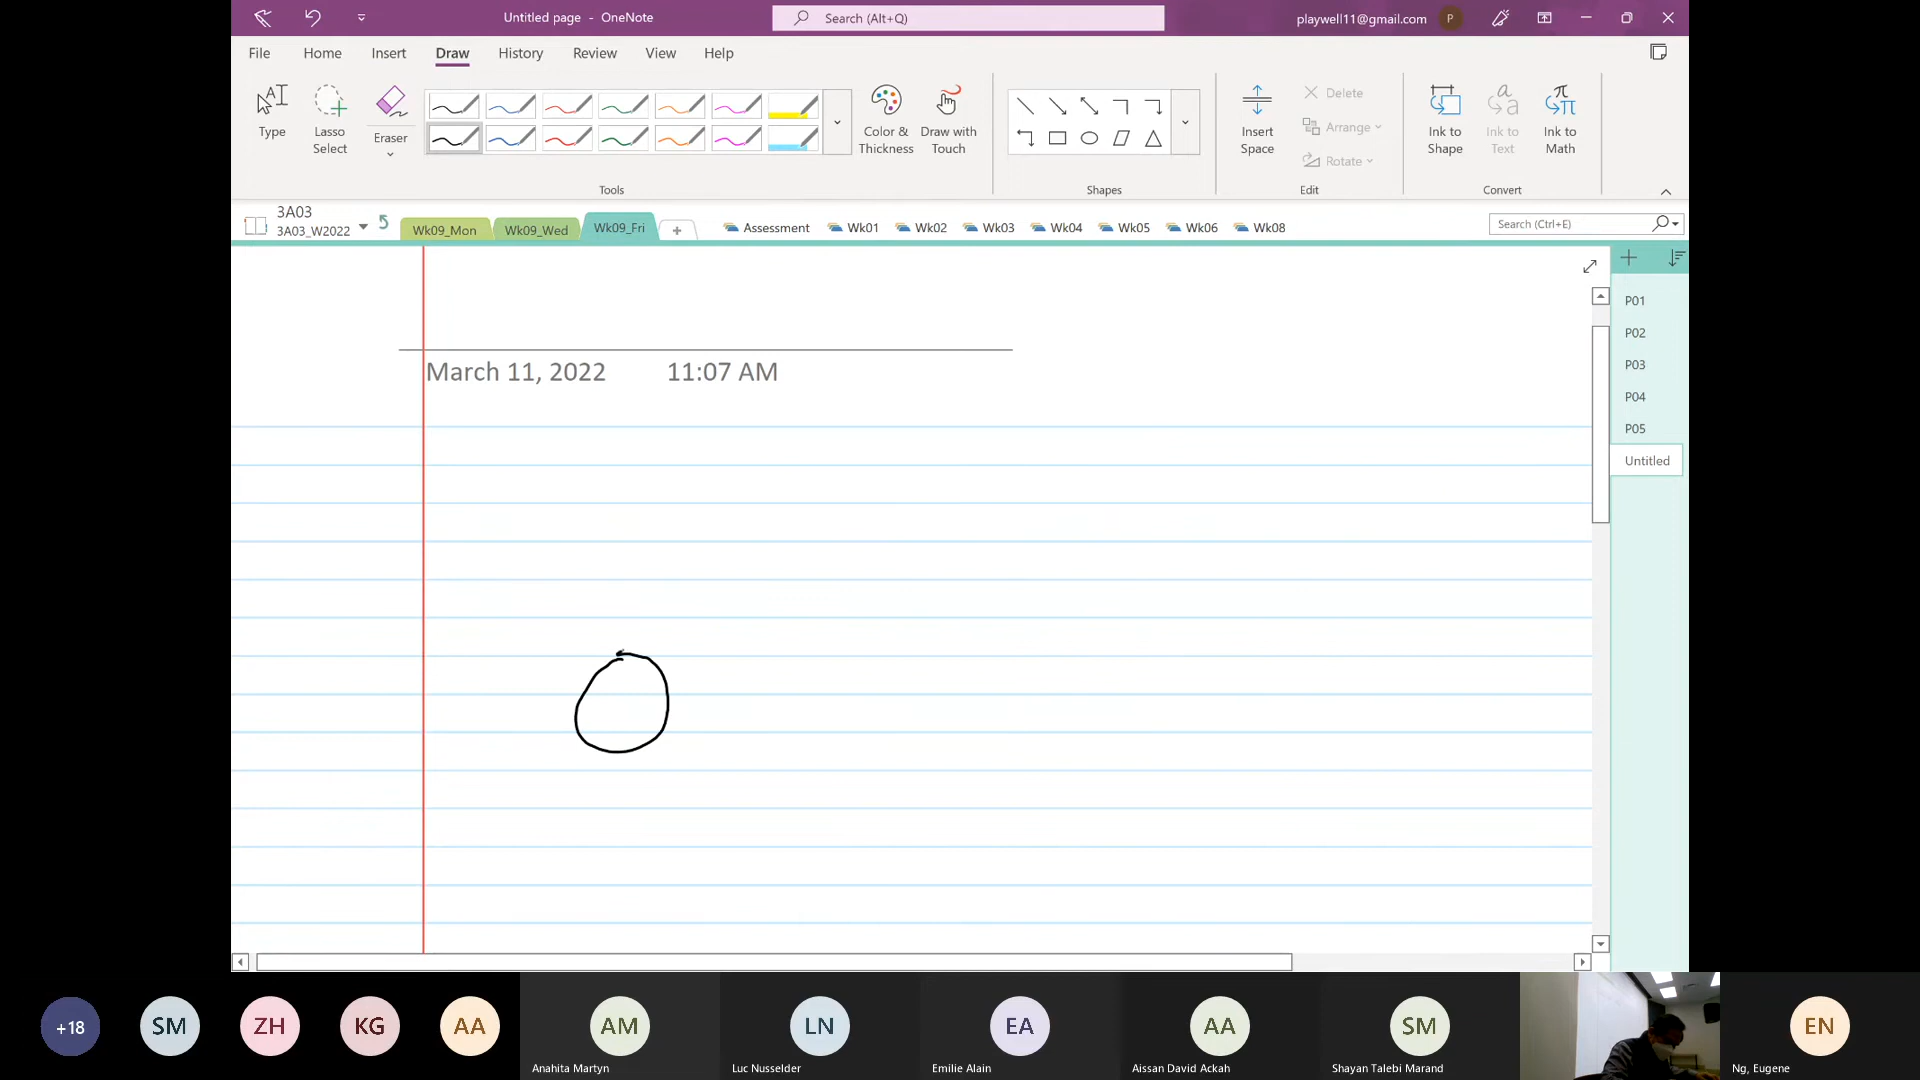 Untitled page - OneNote
Search (Alt+Q)
playwell11@gmail.com
P
File
Home
Insert
Draw
History
Review
View
Help
Type
Lasso Select
Eraser
Color & Thickness
Draw with Touch
Insert Space
Delete
Arrange
Rotate
Ink to Shape
Ink to Text
Ink to Math
Tools
Shapes
Edit
Convert
3A03
3A03_W2022
Wk09_Mon
Wk09_Wed
Wk09_Fri
Assessment
Wk01
Wk02
Wk03
Wk04
Wk05
Wk06
Wk08
Search (Ctrl+E)
March 11, 2022
11:07 AM
P01
P02
P03
P04
P05
Untitled
+18
SM
ZH
KG
AA
AM
LN
EA
AA
SM
EN
Anahita Martyn
Luc Nusselder
Emilie Alain
Aissan David Ackah
Shayan Talebi Marand
Ng, Eugene